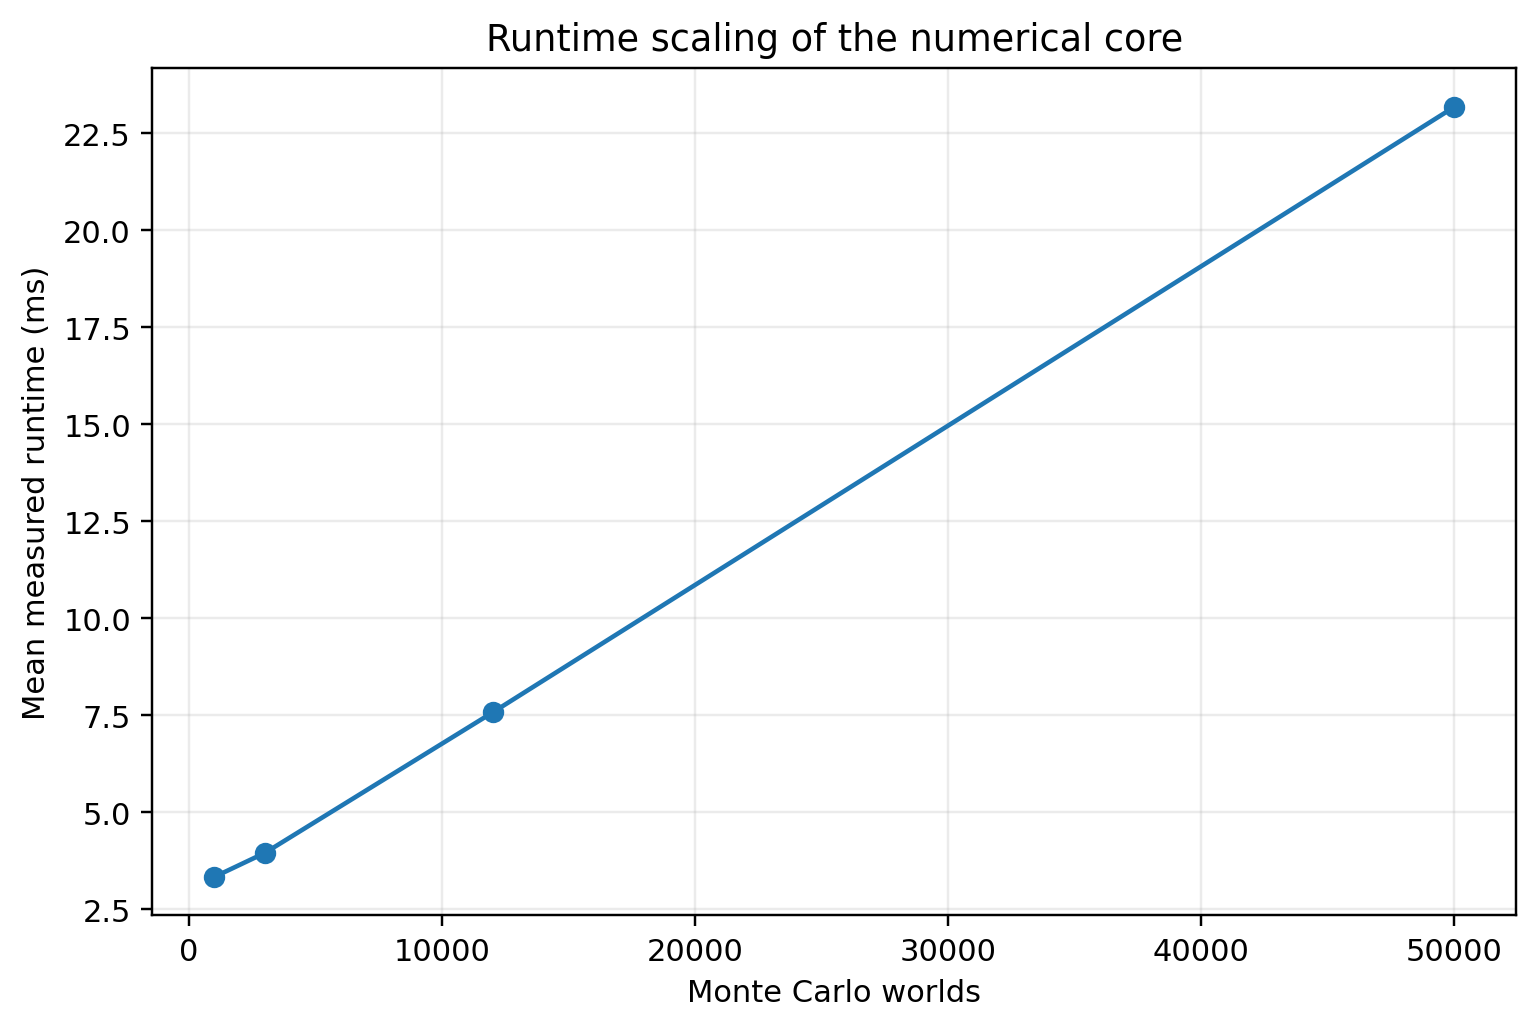 Runtime scaling of the numerical core
Mean measured runtime (ms)
22.5
20.0
17.5
15.0
12.5
10.0
7.5
5.0
2.5
0 10000 20000 30000 40000 50000
Monte Carlo worlds